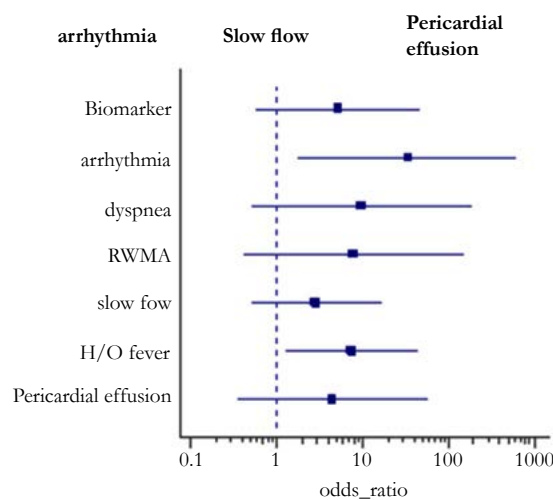 arrhythmia Slow flow Pericardial
effusion
Biomarker
arrhythmia
dyspnea
RWMA
slow fow
H/O fever
Pericardial effusion
0.1 1 10 100 1000
odds_ratio